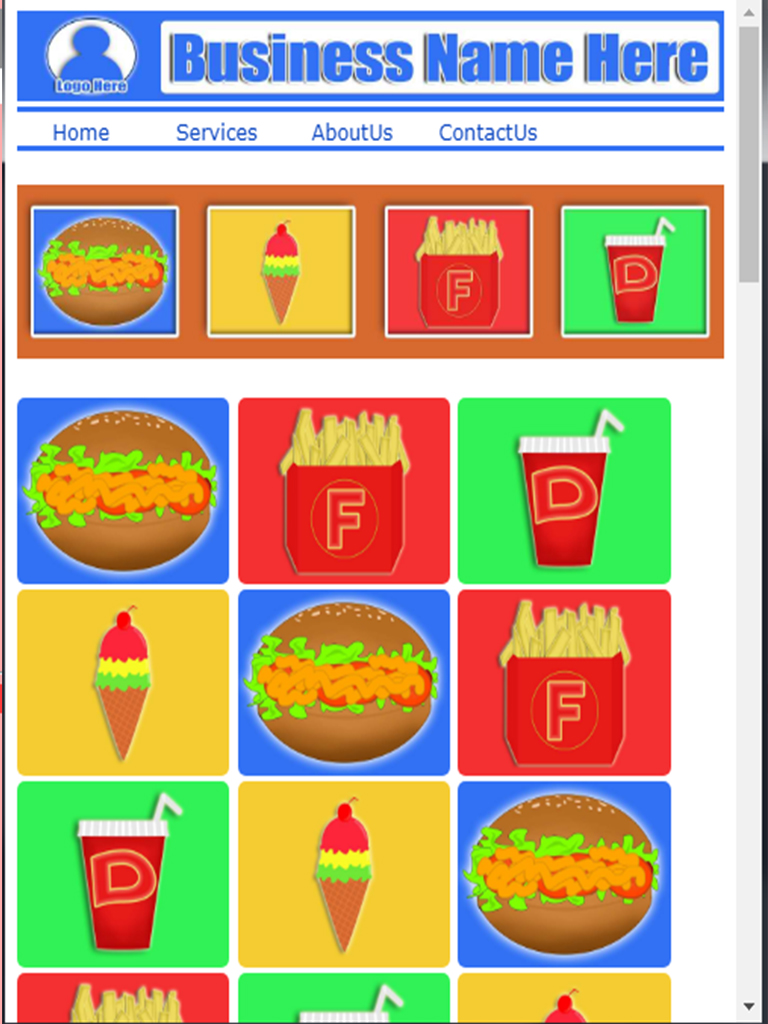 Logo Here
Business Name Here
Home Services AboutUs ContactUs
F D
F D
F
D